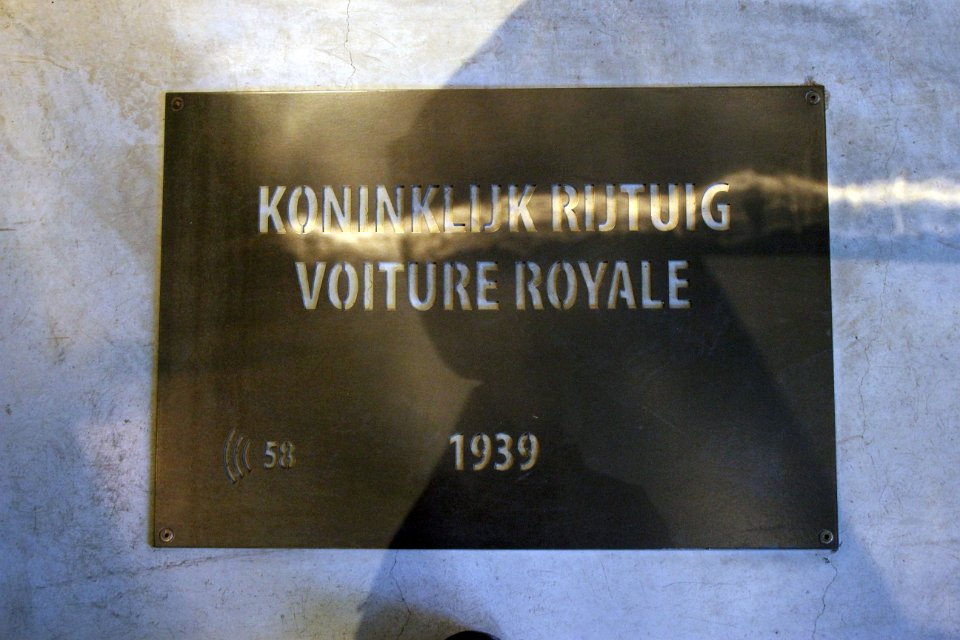 KONINKLIJK RIJTUIG
VOITURE ROYALE
58
1939